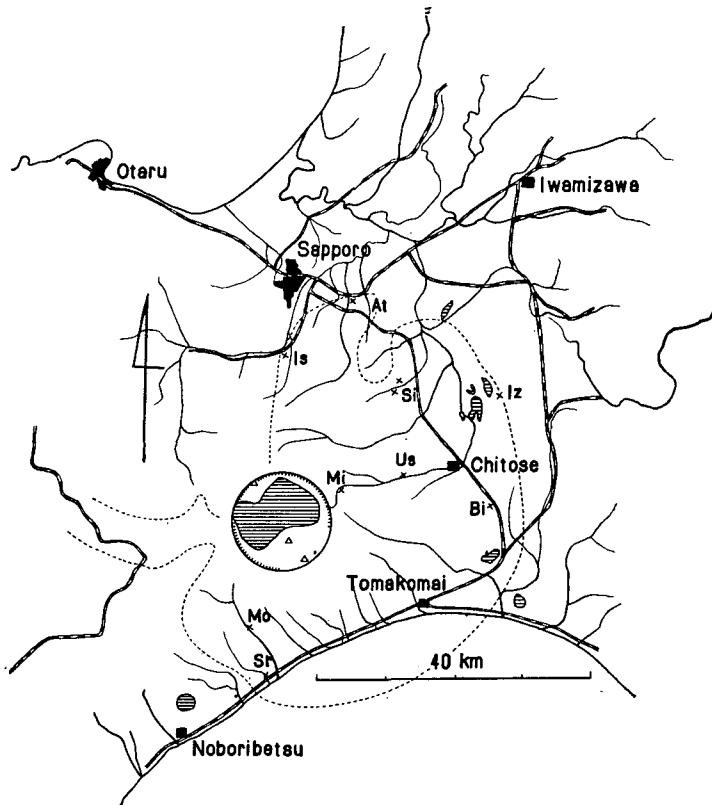 Otaru
Iwamizawa
Sapporo
At
Is
Si
Iz
Us
Chitose
Mi
Bi
Tomakomai
Mo
Sr
40 km
Noboribetsu